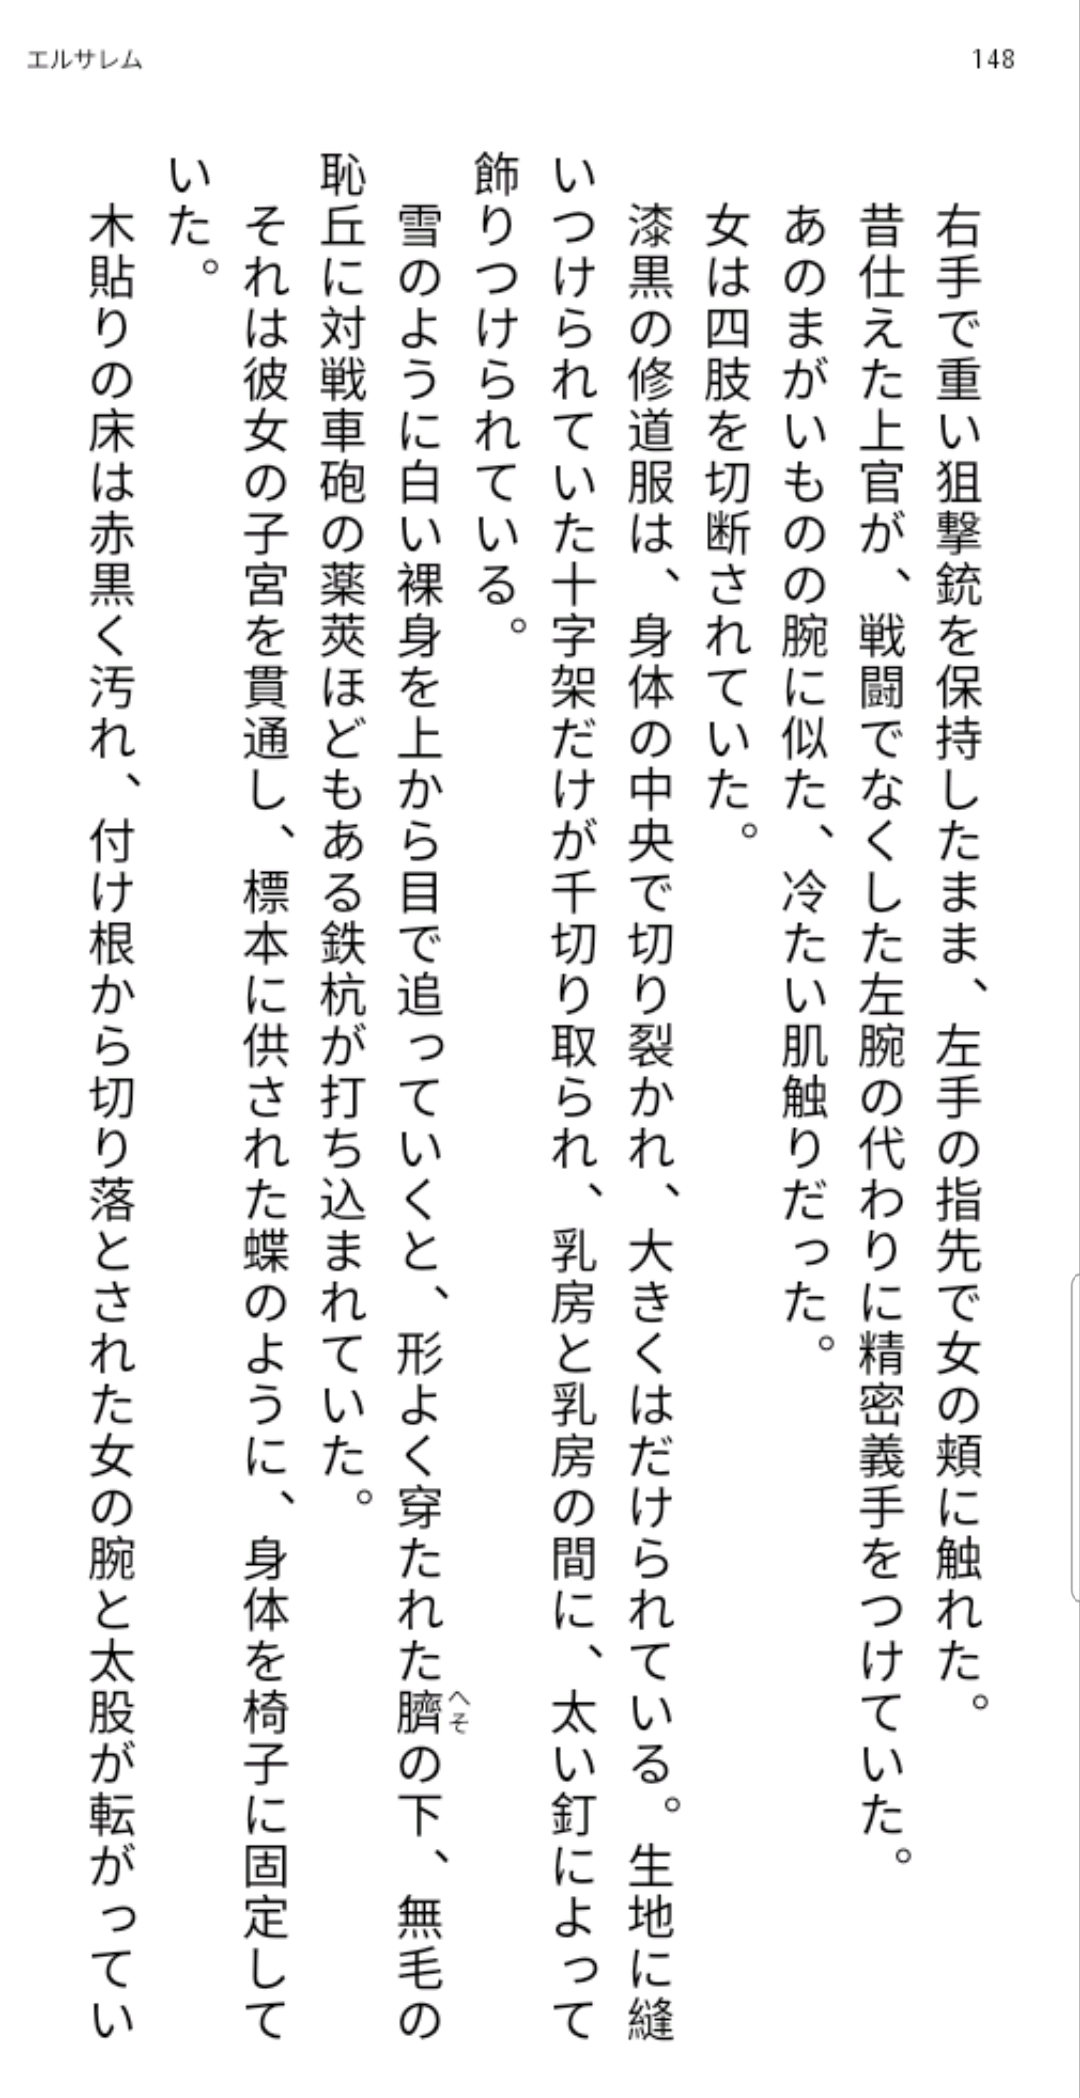 エルサレム
148
右手で重い狙撃銃を保持したまま、左手の指先で女の頬に触れた。
昔仕えた上官が、戦闘でなくした左腕の代わりに精密義手をつけていた。
あのまがいものの腕に似た、冷たい肌触りだった。
女は四肢を切断されていた。
漆黒の修道服は、身体の中央で切り裂かれ、大きくはだけられている。生地に縫
いつけられていた十字架だけが千切り取られ、乳房と乳房の間に、太い釘によって
飾りつけられている。
雪のように白い裸身を上から目で追っていくと、形よく穿たれた臍へその下、無毛の
恥丘に対戦車砲の薬莢ほどもある鉄杭が打ち込まれていた。
それは彼女の子宮を貫通し、標本に供された蝶のように、身体を椅子に固定して
いた。
木貼りの床は赤黒く汚れ、付け根から切り落とされた女の腕と太股が転がってい